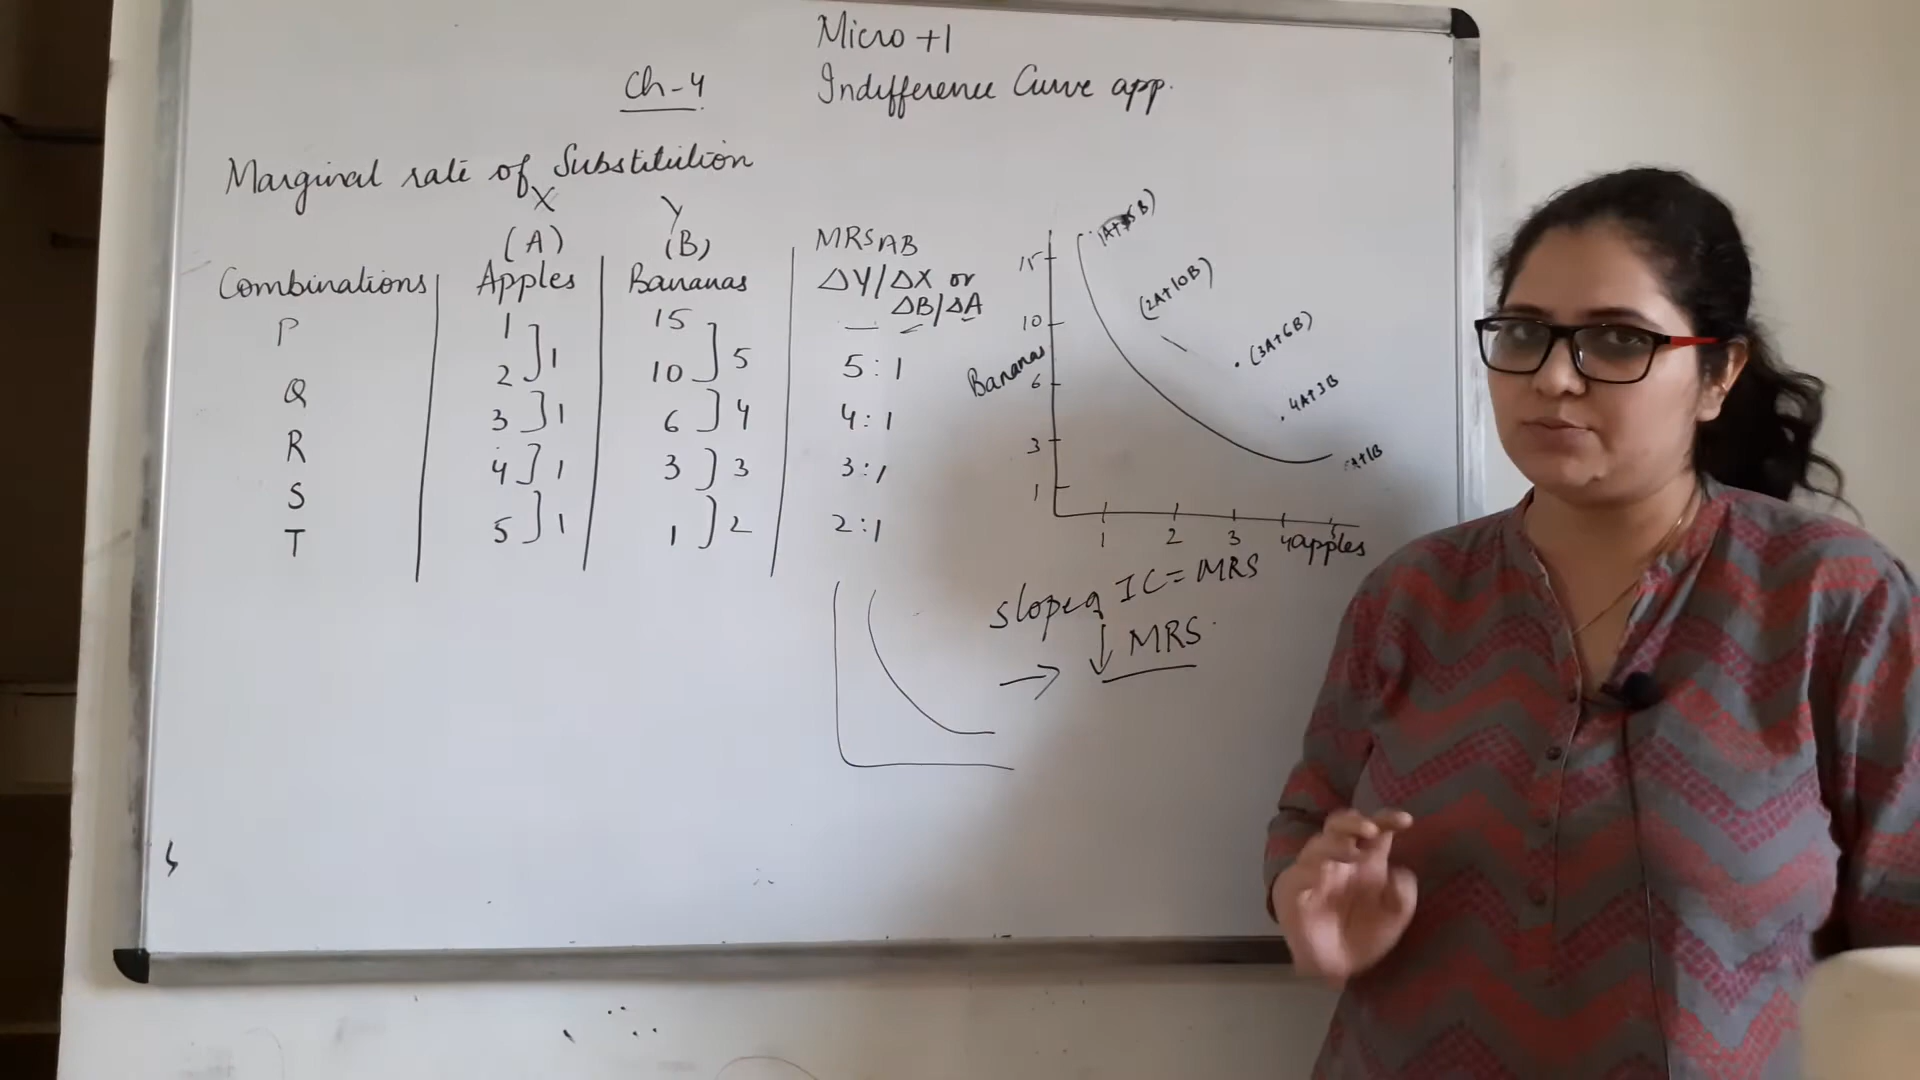 Micro +1
Ch-4 Indifference Curve app.
Marginal rate of Substitution
X Y
(A) (B) MRSAB
Combinations Apples Bananas ΔY/ΔX or
ΔB/ΔA
P 1 15 —
2 ] 1 10 ] 5 5:1
Q
3 ] 1 6 ] 4 4:1
R
4 ] 1 3 ] 3 3:1
S
5 ] 1 1 ] 2 2:1
T
(2A+10B)
(3A+6B)
4A+3B
15
10
Bananas
6
3
1
1 2 3 4 apples
IC = MRS
↓ MRS
→